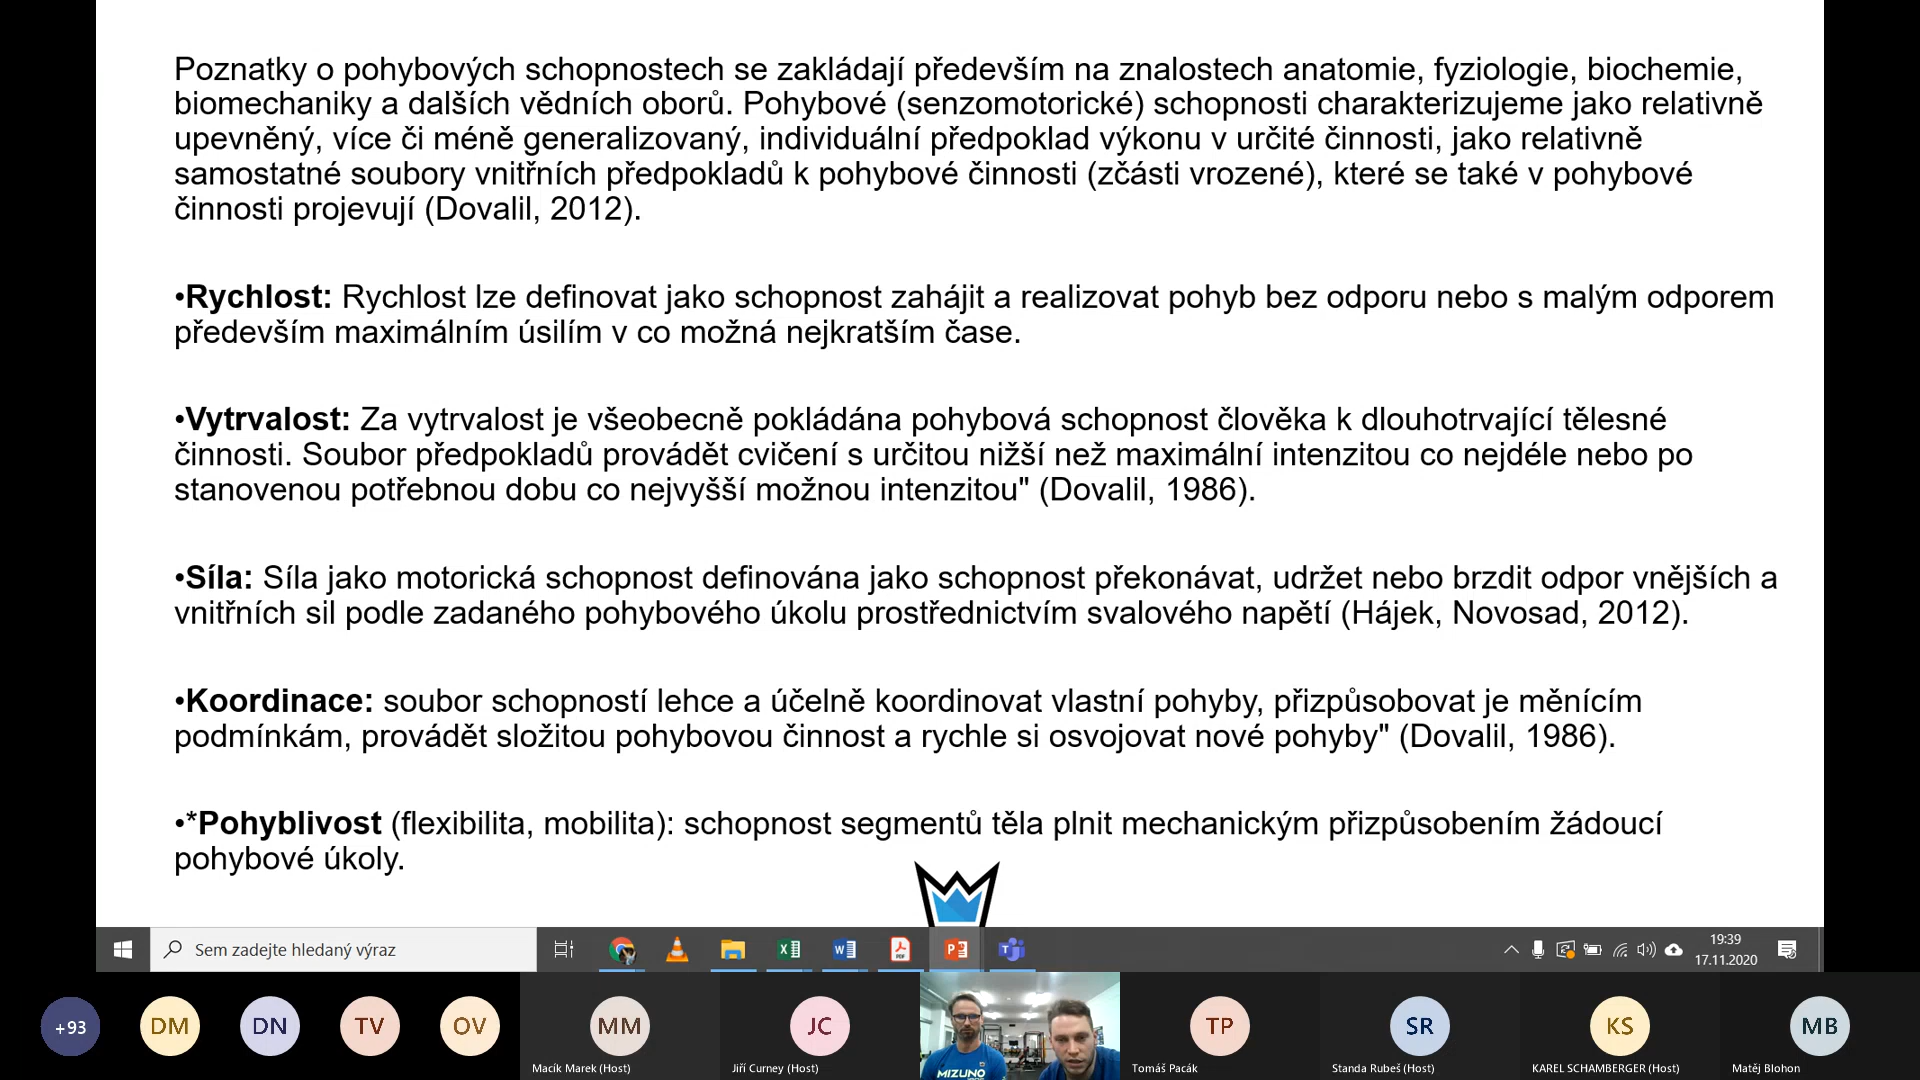 Poznatky o pohybových schopnostech se zakládají především na znalostech anatomie, fyziologie, biochemie,
biomechaniky a dalších vědních oborů. Pohybové (senzomotorické) schopnosti charakterizujeme jako relativně
upevněný, více či méně generalizovaný, individuální předpoklad výkonu v určité činnosti, jako relativně
samostatné soubory vnitřních předpokladů k pohybové činnosti (zčásti vrozené), které se také v pohybové
činnosti projevují (Dovalil, 2012).
•Rychlost: Rychlost lze definovat jako schopnost zahájit a realizovat pohyb bez odporu nebo s malým odporem
především maximálním úsilím v co možná nejkratším čase.
•Vytrvalost: Za vytrvalost je všeobecně pokládána pohybová schopnost člověka k dlouhotrvající tělesné
činnosti. Soubor předpokladů provádět cvičení s určitou nižší než maximální intenzitou co nejdéle nebo po
stanovenou potřebnou dobu co nejvyšší možnou intenzitou" (Dovalil, 1986).
•Síla: Síla jako motorická schopnost definována jako schopnost překonávat, udržet nebo brzdit odpor vnějších a
vnitřních sil podle zadaného pohybového úkolu prostřednictvím svalového napětí (Hájek, Novosad, 2012).
•Koordinace: soubor schopností lehce a účelně koordinovat vlastní pohyby, přizpůsobovat je měnícím
podmínkám, provádět složitou pohybovou činnost a rychle si osvojovat nové pohyby" (Dovalil, 1986).
•*Pohyblivost (flexibilita, mobilita): schopnost segmentů těla plnit mechanickým přizpůsobením žádoucí
pohybové úkoly.
Sem zadejte hledaný výraz
19:39
17.11.2020
+93
DM
DN
TV
OV
MM
Macík Marek (Host)
JC
Jiří Curney (Host)
MIZUNO
TP
Tomáš Pacák
SR
Standa Rubeš (Host)
KS
KAREL SCHAMBERGER (Host)
MB
Matěj Blohon